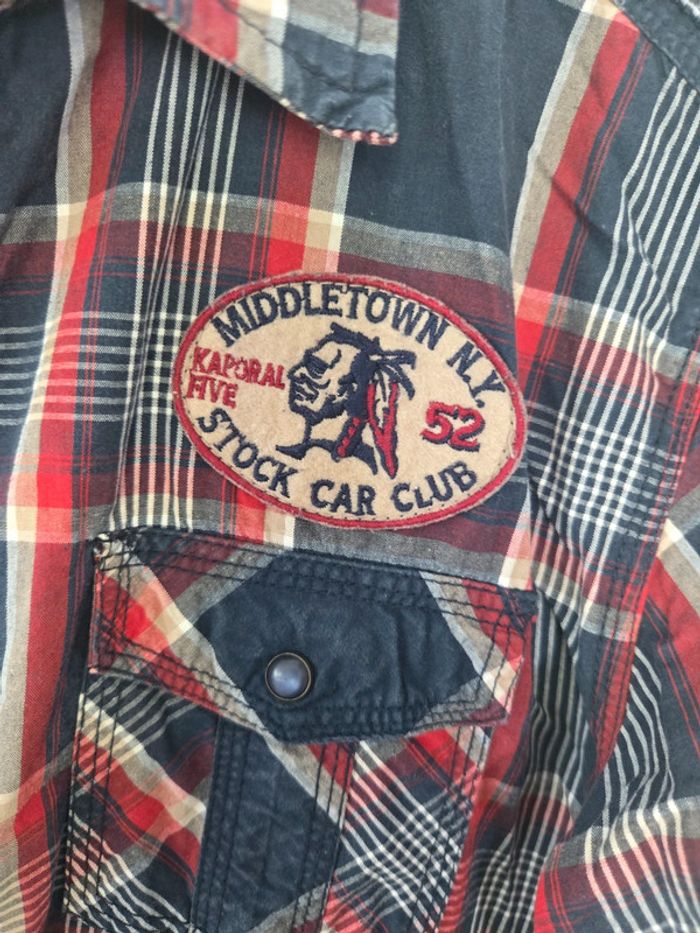 MIDDLETOWN N.Y.
KAPORAL
FIVE
52
STOCK CAR CLUB